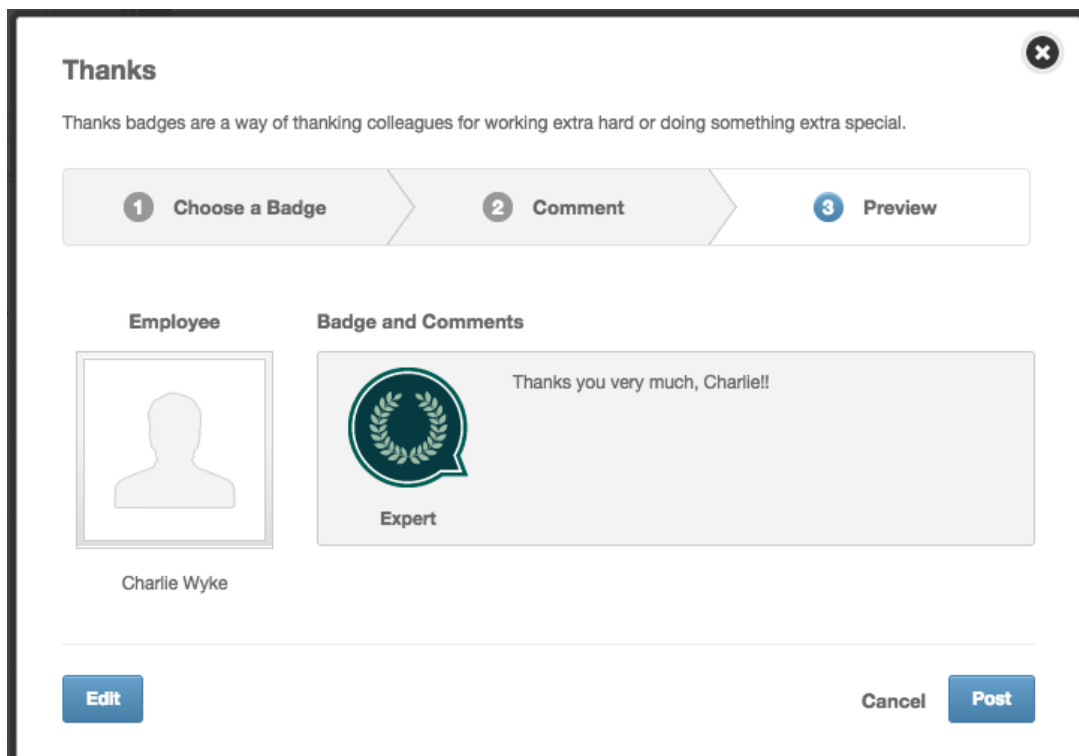 Thanks
Thanks badges are a way of thanking colleagues for working extra hard or doing something extra special.
1 Choose a Badge 2 Comment 3 Preview
Employee Badge and Comments
Thanks you very much, Charlie!!
Expert
Charlie Wyke
Edit Cancel Post